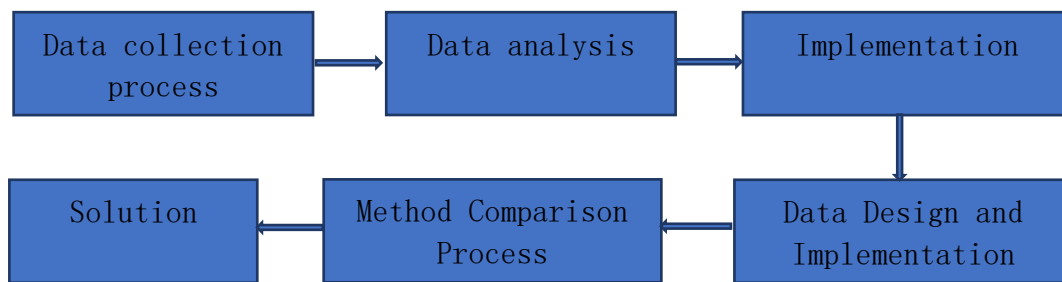 Data collection
process
Data analysis
Implementation
Data Design and
Implementation
Method Comparison
Process
Solution